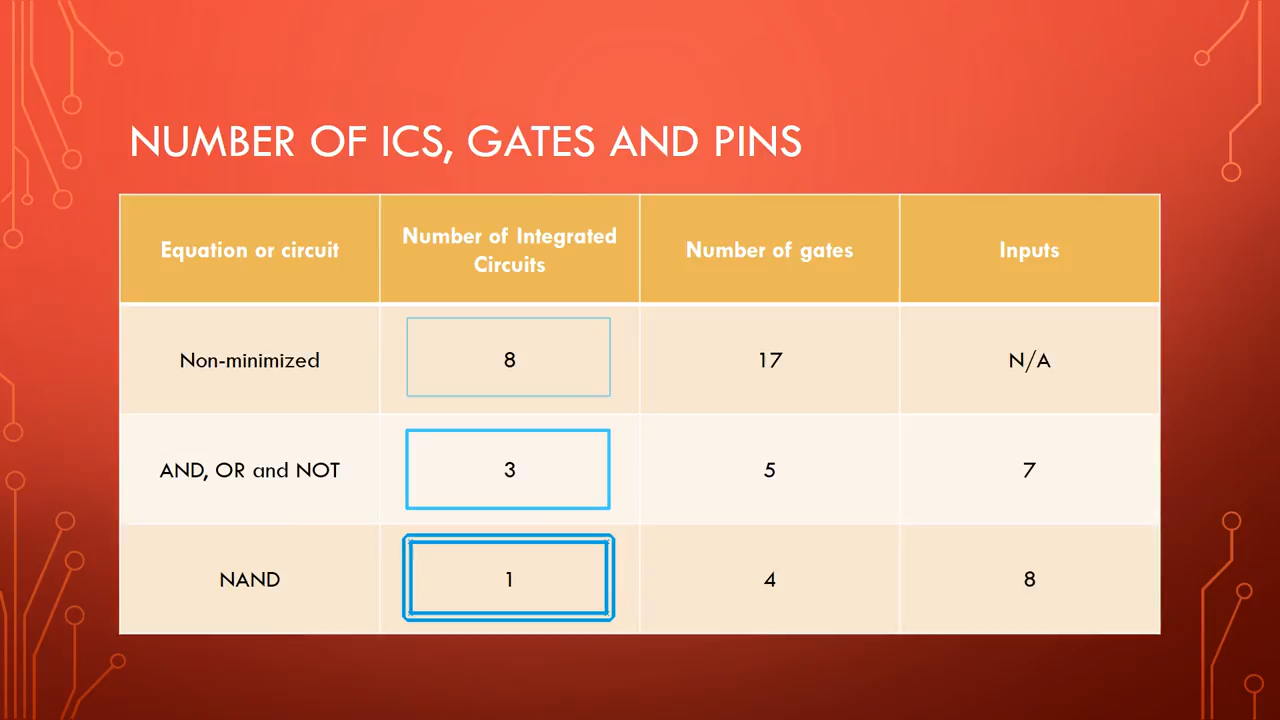 NUMBER OF ICS, GATES AND PINS
Equation or circuit
Number of Integrated
Circuits
Number of gates
Inputs
Non-minimized
8
17
N/A
AND, OR and NOT
3
5
7
NAND
1
4
8